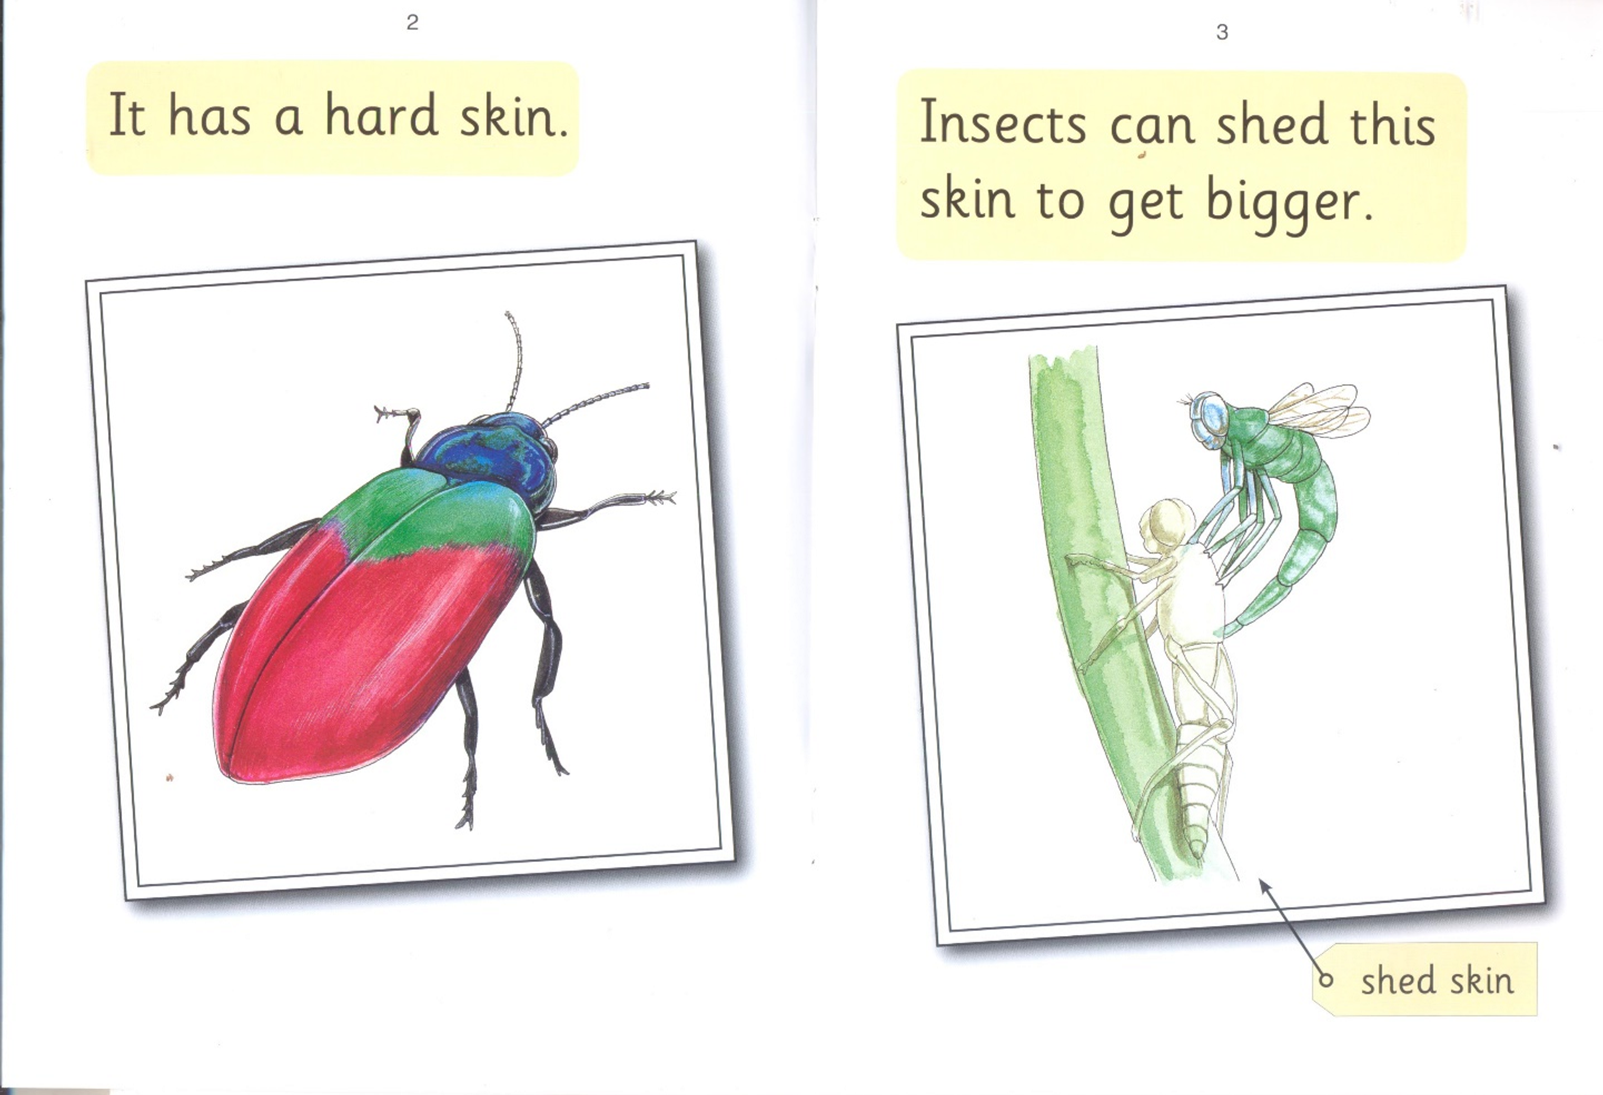 2
It has a hard skin.
3
Insects can shed this
skin to get bigger.
shed skin